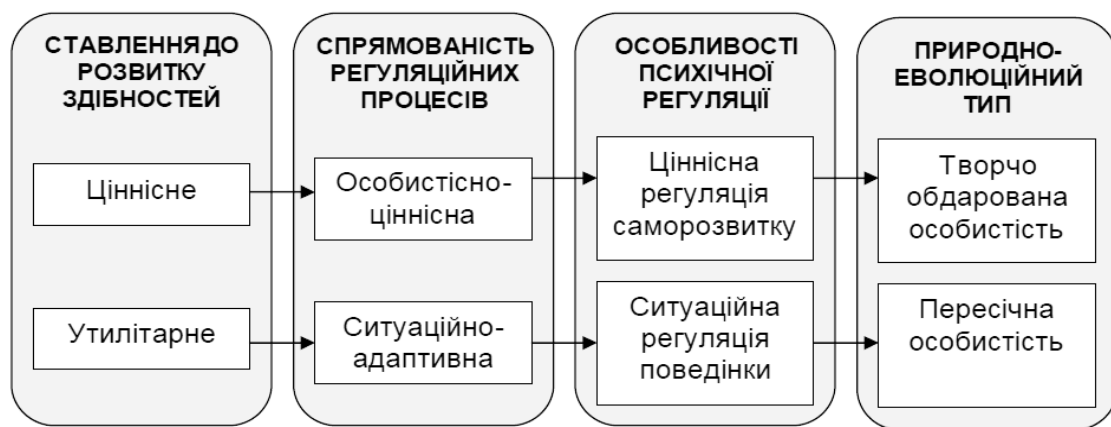 СТАВЛЕННЯ ДО
РОЗВИТКУ
ЗДІБНОСТЕЙ
Ціннісне
Утилітарне
СПРЯМОВАНІСТЬ
РЕГУЛЯЦІЙНИХ
ПРОЦЕСІВ
Особистісно-
ціннісна
Ситуаційно-
адаптивна
ОСОБЛИВОСТІ
ПСИХІЧНОЇ
РЕГУЛЯЦІЇ
Ціннісна
регуляція
саморозвитку
Ситуаційна
регуляція
поведінки
ПРИРОДНО-
ЕВОЛЮЦІЙНИЙ
ТИП
Творчо
обдарована
особистість
Пересічна
особистість